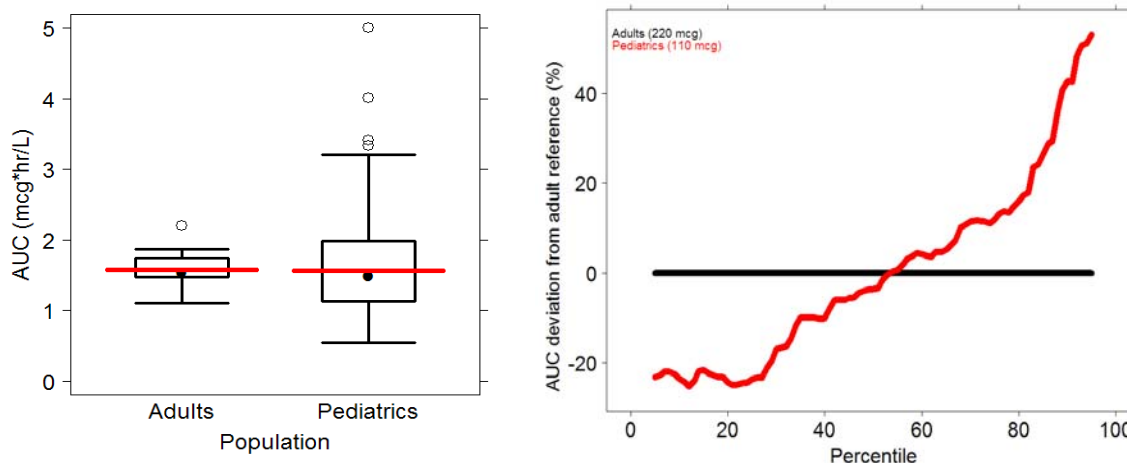 AUC (mcg*hr/L)
5
4
3
2
1
0
Adults
Pediatrics
Population
Adults (220 mcg)
Pediatrics (110 mcg)
AUC deviation from adult reference (%)
40
20
0
-20
0
20
40
60
80
100
Percentile